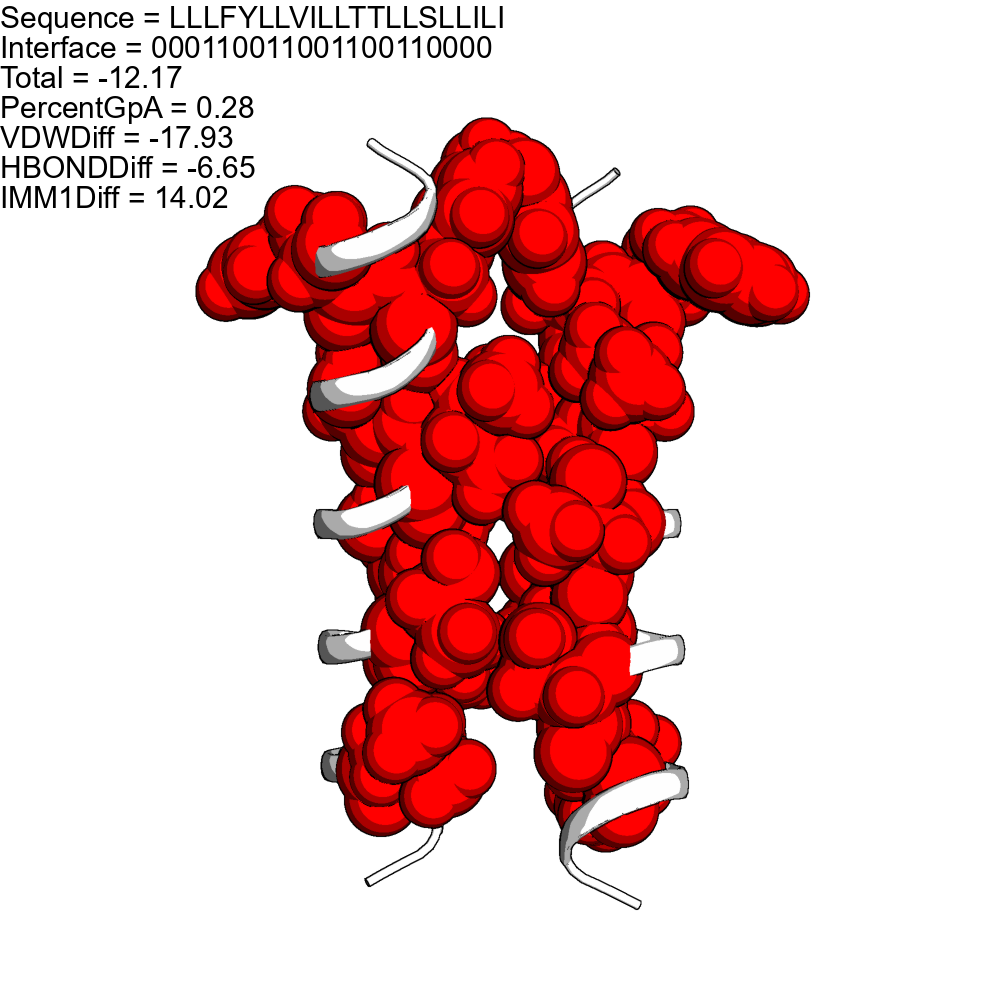 Sequence = LLLFYLLVILLTTLLSLLILI
Interface = 000110011001100110000
Total = -12.17
PercentGpA = 0.28
VDWDiff = -17.93
HBONDDiff = -6.65
IMM1Diff = 14.02